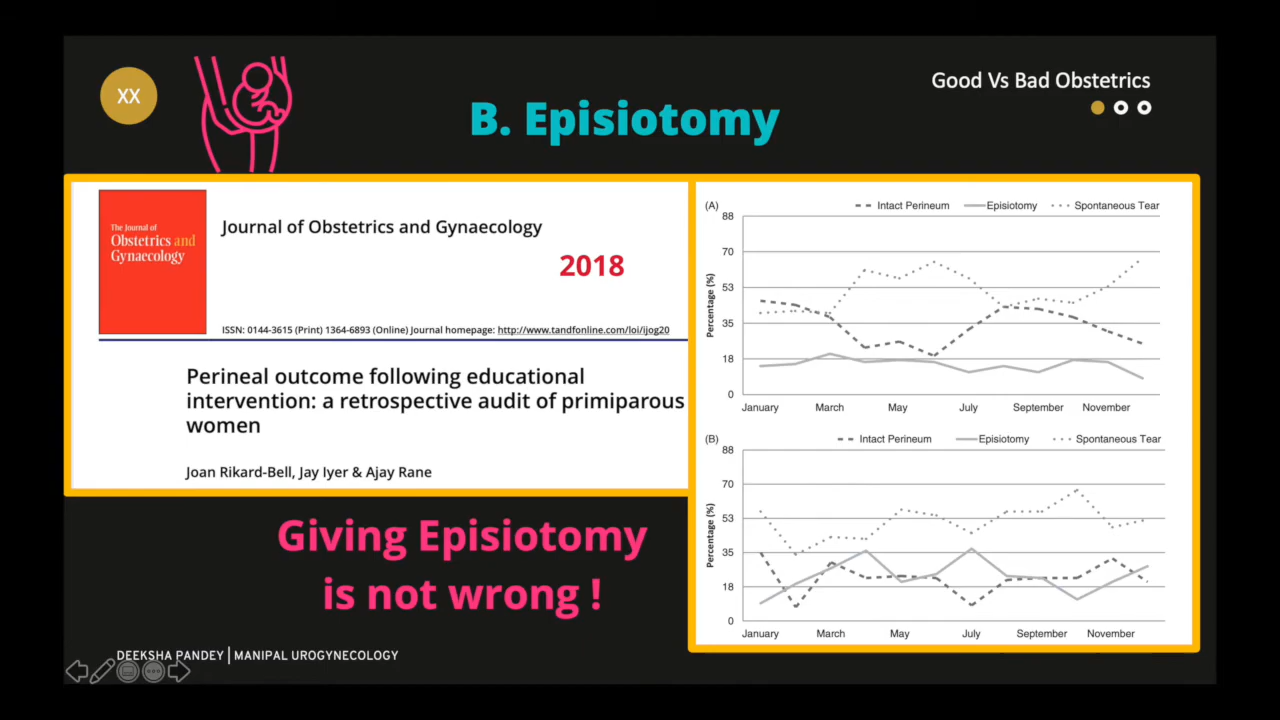 XX
Good Vs Bad Obstetrics
B. Episiotomy
The Journal of
Obstetrics and
Gynaecology
Journal of Obstetrics and Gynaecology
2018
ISSN: 0144-3615 (Print) 1364-6893 (Online) Journal homepage: http://www.tandfonline.com/loi/ijog20
Perineal outcome following educational
intervention: a retrospective audit of primiparous
women
Joan Rikard-Bell, Jay Iyer & Ajay Rane
Giving Episiotomy
is not wrong !
(A)
Intact Perineum Episiotomy Spontaneous Tear
88
70
53
35
18
0
Percentage (%)
January March May July September November
(B)
Intact Perineum Episiotomy Spontaneous Tear
88
70
53
35
18
0
Percentage (%)
January March May July September November
DEEKSHA PANDEY | MANIPAL UROGYNECOLOGY